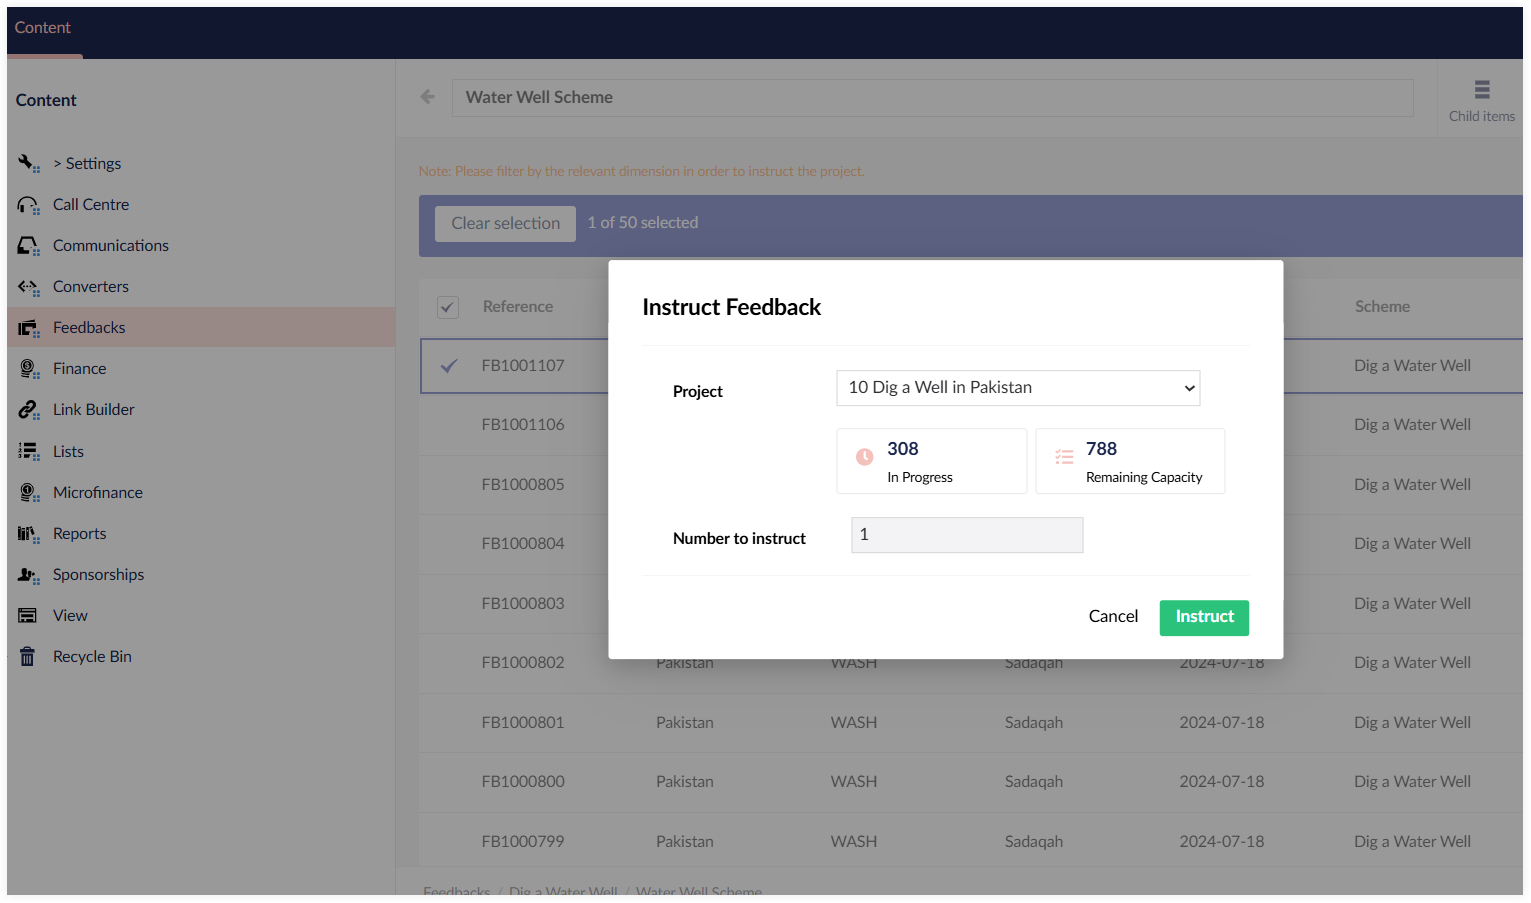 Content
Content
> Settings
Call Centre
Communications
Converters
Feedbacks
Finance
Link Builder
Lists
Microfinance
Reports
Sponsorships
View
Recycle Bin
Water Well Scheme
Child items
Note: Please filter by the relevant dimension in order to instruct the project.
Clear selection 1 of 50 selected
Reference Scheme
FB1001107 Dig a Water Well
FB1001106 Dig a Water Well
FB1000805 Dig a Water Well
FB1000804 Dig a Water Well
FB1000803 Dig a Water Well
FB1000802 Pakistan WASH Sadaqah 2024-07-18 Dig a Water Well
FB1000801 Pakistan WASH Sadaqah 2024-07-18 Dig a Water Well
FB1000800 Pakistan WASH Sadaqah 2024-07-18 Dig a Water Well
FB1000799 Pakistan WASH Sadaqah 2024-07-18 Dig a Water Well
Feedbacks / Dig a Water Well / Water Well Scheme
Instruct Feedback
Project 10 Dig a Well in Pakistan
308
In Progress
788
Remaining Capacity
Number to instruct 1
Cancel Instruct